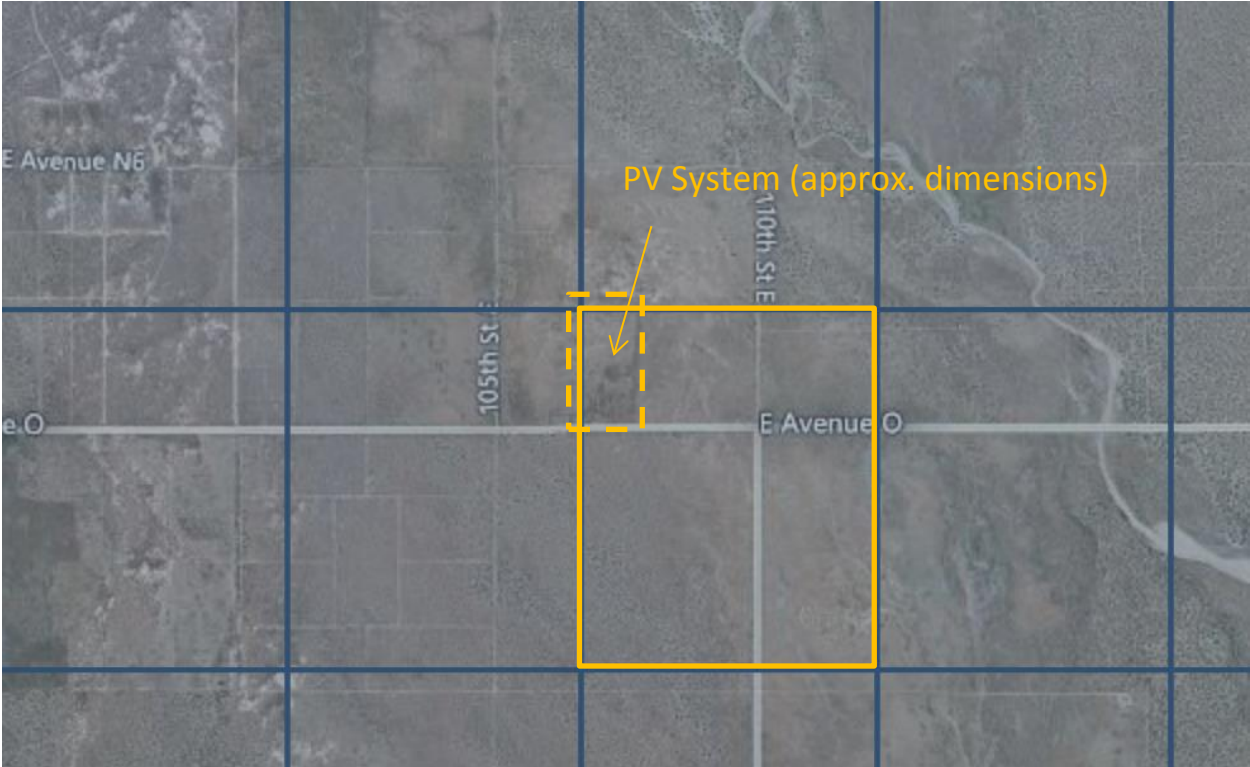 E Avenue N6
PV System (approx. dimensions)
110th St E
105th St E
e O
E Avenue O